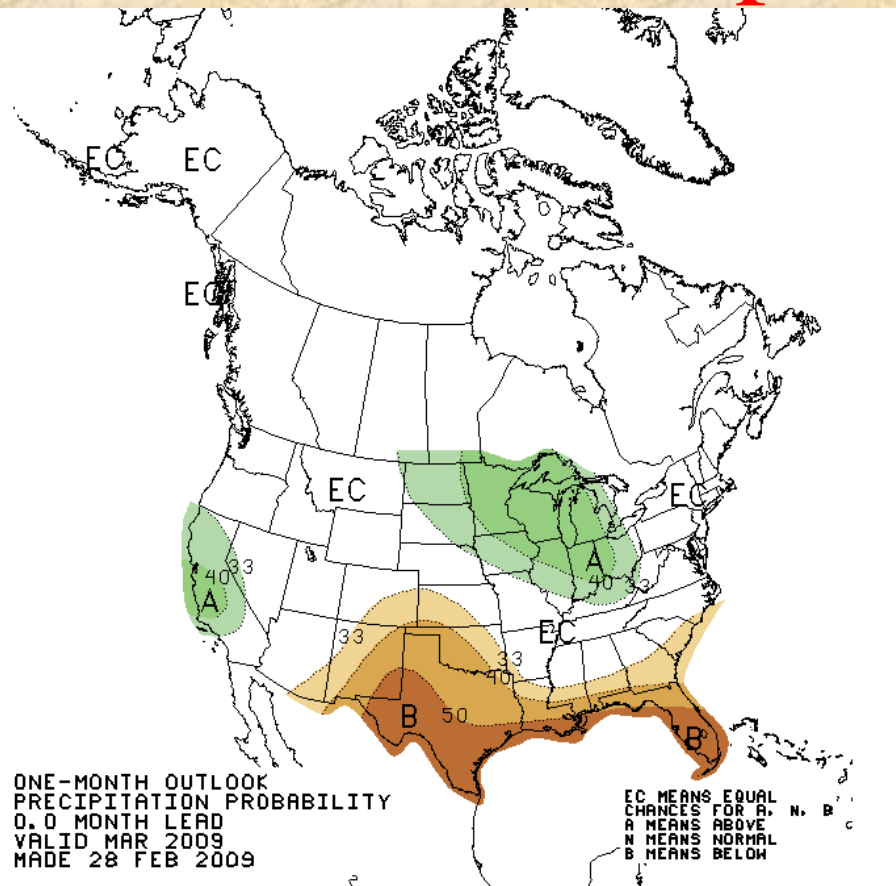 EC
EC
EC
EC
EC
33
40
A
A
40
33
EC
33
33
40
50
B
B
ONE-MONTH OUTLOOK
PRECIPITATION PROBABILITY
0.0 MONTH LEAD
VALID MAR 2009
MADE 28 FEB 2009
EC MEANS EQUAL
CHANCES FOR A, N, B
A MEANS ABOVE
N MEANS NORMAL
B MEANS BELOW